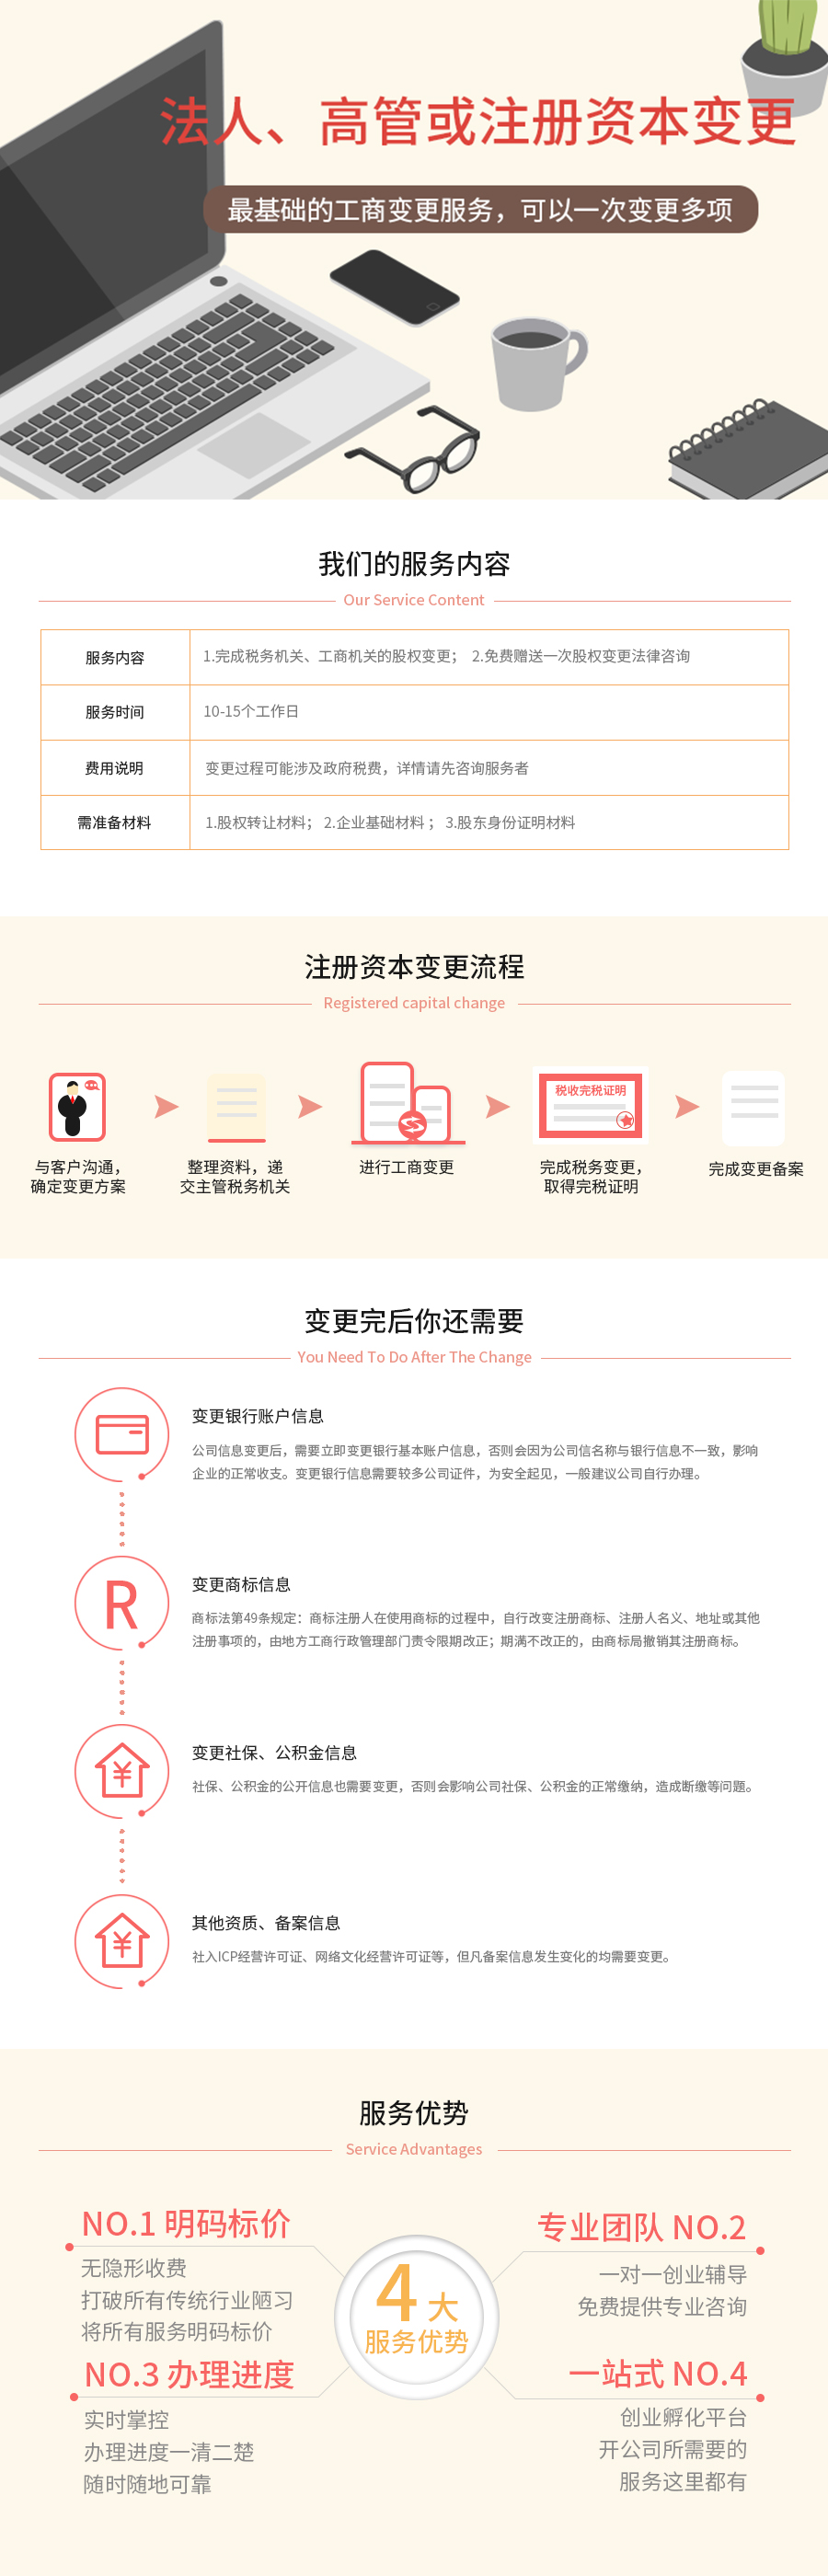 法人、高管或注册资本变更
最基础的工商变更服务，可以一次变更多项
我们的服务内容
Our Service Content
服务内容
1.完成税务机关、工商机关的股权变更； 2.免费赠送一次股权变更法律咨询
服务时间
10-15个工作日
费用说明
变更过程可能涉及政府税费，详情请先咨询服务者
需准备材料
1.股权转让材料； 2.企业基础材料 ； 3.股东身份证明材料
注册资本变更流程
Registered capital change
税收完税证明
与客户沟通，
确定变更方案
整理资料，递
交主管税务机关
进行工商变更
完成税务变更，
取得完税证明
完成变更备案
变更完后你还需要
You Need To Do After The Change
变更银行账户信息
公司信息变更后，需要立即变更银行基本账户信息，否则会因为公司信名称与银行信息不一致，影响
企业的正常收支。变更银行信息需要较多公司证件，为安全起见，一般建议公司自行办理。
R
变更商标信息
商标法第49条规定：商标注册人在使用商标的过程中，自行改变注册商标、注册人名义、地址或其他
注册事项的，由地方工商行政管理部门责令限期改正；期满不改正的，由商标局撤销其注册商标。
¥
变更社保、公积金信息
社保、公积金的公开信息也需要变更，否则会影响公司社保、公积金的正常缴纳，造成断缴等问题。
¥
其他资质、备案信息
社入ICP经营许可证、网络文化经营许可证等，但凡备案信息发生变化的均需要变更。
服务优势
Service Advantages
NO.1 明码标价
无隐形收费
打破所有传统行业陋习
将所有服务明码标价
专业团队 NO.2
一对一创业辅导
免费提供专业咨询
4大
服务优势
NO.3 办理进度
实时掌控
办理进度一清二楚
随时随地可靠
一站式 NO.4
创业孵化平台
开公司所需要的
服务这里都有